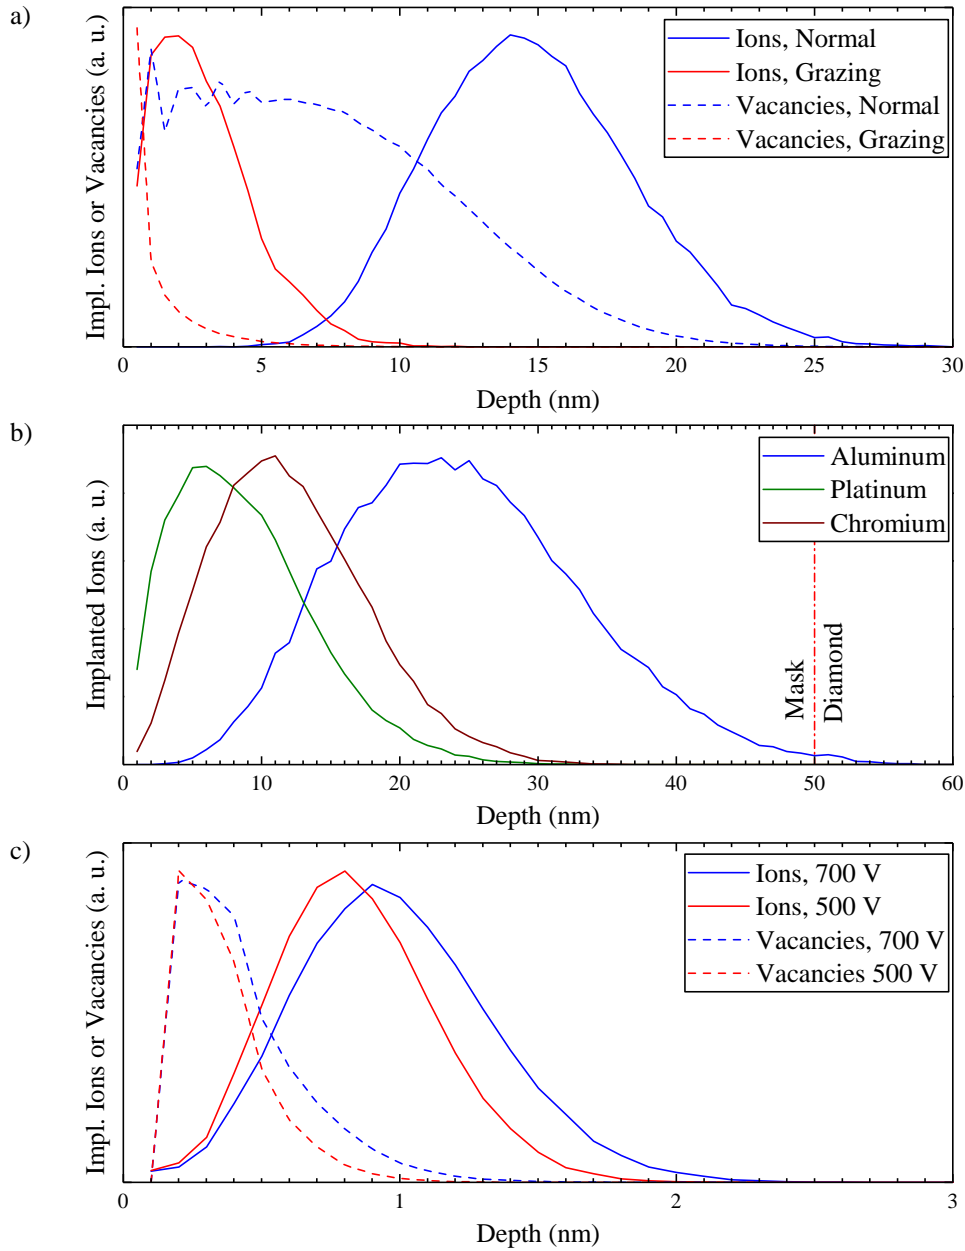 a)
Impl. Ions or Vacancies (a. u.)
Ions, Normal
Ions, Grazing
Vacancies, Normal
Vacancies, Grazing
0 5 10 15 20 25 30
Depth (nm)
b)
Implanted Ions (a. u.)
Aluminum
Platinum
Chromium
Mask
Diamond
0 10 20 30 40 50 60
Depth (nm)
c)
Impl. Ions or Vacancies (a. u.)
Ions, 700 V
Ions, 500 V
Vacancies, 700 V
Vacancies 500 V
0 1 2 3
Depth (nm)